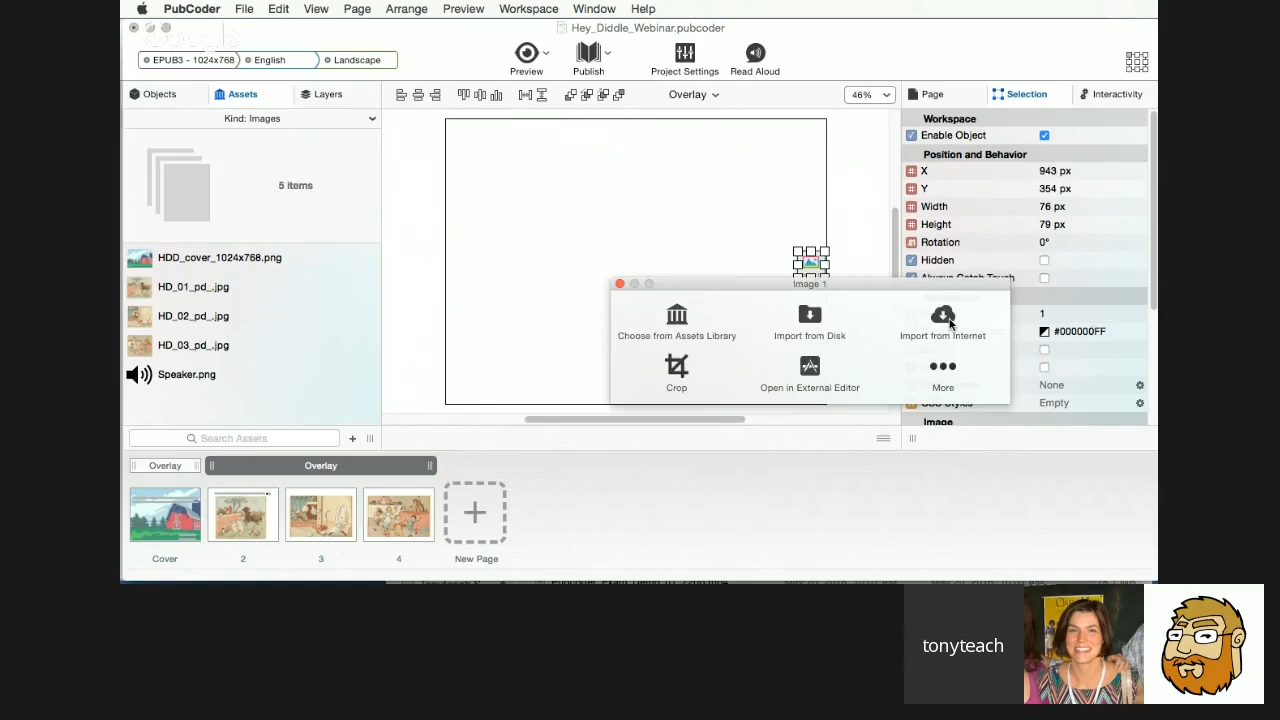 PubCoder File Edit View Page Arrange Preview Workspace Window Help
Hey_Diddle_Webinar.pubcoder
EPUB3 - 1024x768 English Landscape
Preview Publish Project Settings Read Aloud
Objects Assets Layers Overlay 46% Page Selection Interactivity
Kind: Images
5 items
HDD_cover_1024x768.png
HD_01_pd_.jpg
HD_02_pd_.jpg
HD_03_pd_.jpg
Speaker.png
Search Assets
Workspace
Enable Object
Position and Behavior
X 943 px
Y 354 px
Width 76 px
Height 79 px
Rotation 0°
Hidden
Always Catch Touch
1
#000000FF
None
Empty
Image
Image 1
Choose from Assets Library Import from Disk Import from Internet
Crop Open in External Editor More
Overlay Overlay
Cover 2 3 4 New Page
tonyteach